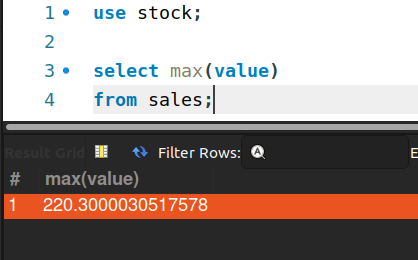 1 use stock;
2
3 select max(value)
4 from sales;
Result Grid Filter Rows: A E
# max(value)
1 220.3000030517578